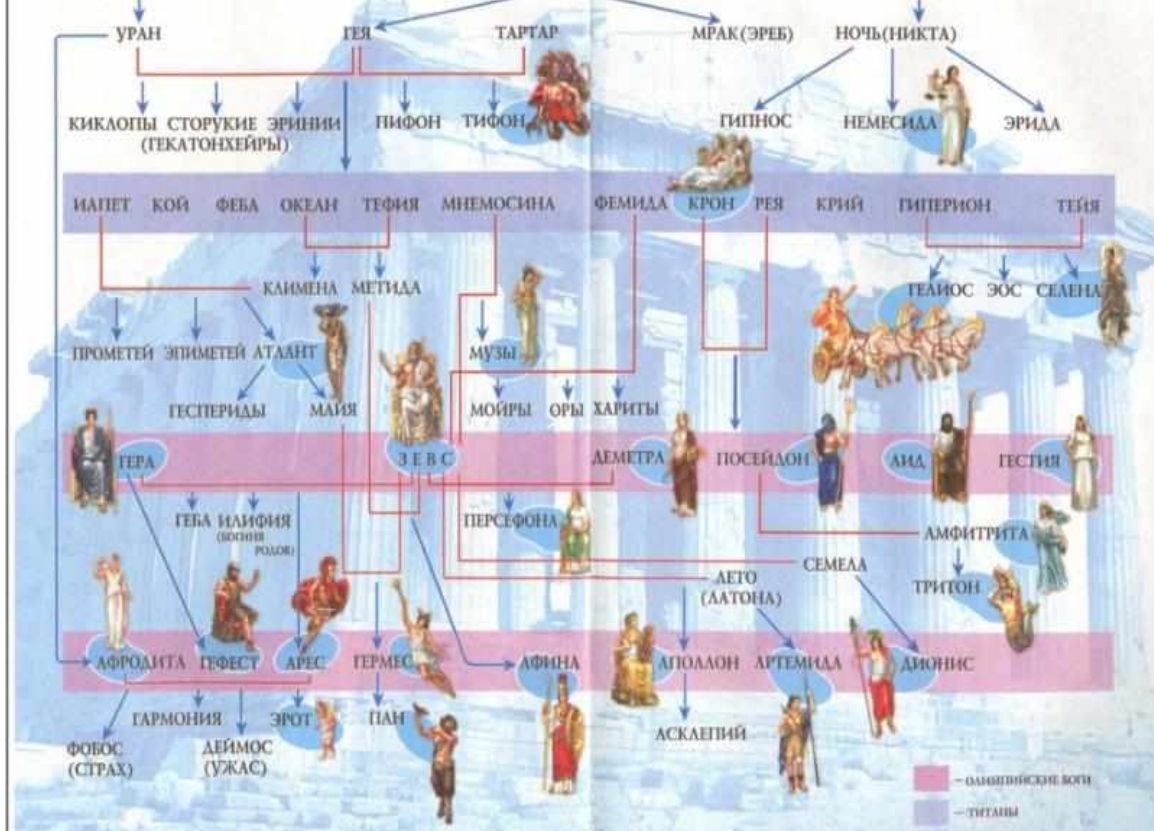 УРАН ГЕЯ ТАРТАР МРАК(ЭРЕБ) НОЧЬ(НИКТА)
КИКЛОПЫ СТОРУКИЕ ЭРИНИИ ПИФОН ТИФОН ГИПНОС НЕМЕСИДА ЭРИДА
(ГЕКАТОНХЕЙРЫ)
ИАПЕТ КОЙ ФЕБА ОКЕАН ТЕФИЯ МНЕМОСИНА ФЕМИДА КРОН РЕЯ КРИЙ ГИПЕРИОН ТЕЙЯ
КЛИМЕНА МЕТИДА ГЕЛИОС ЭОС СЕЛЕНА
ПРОМЕТЕЙ ЭПИМЕТЕЙ АТЛАНТ МУЗЫ
ГЕСПЕРИДЫ МАЙЯ МОЙРЫ ОРЫ ХАРИТЫ
ГЕРА ЗЕВС ДЕМЕТРА ПОСЕЙДОН АИД ГЕСТИЯ
ГЕБА ИЛИФИЯ ПЕРСЕФОНА
(БОГИНЯ
РОДОВ)
АМФИТРИТА
СЕМЕЛА
ЛЕТО
(ЛАТОНА)
ТРИТОН
АФРОДИТА ГЕФЕСТ АРЕС ГЕРМЕС АФИНА АПОЛЛОН АРТЕМИДА ДИОНИС
ГАРМОНИЯ ЭРОТ ПАН
АСКЛЕПИЙ
ФОБОС
(СТРАХ)
ДЕЙМОС
(УЖАС)
– ОЛИМПИЙСКИЕ БОГИ
– ТИТАНЫ